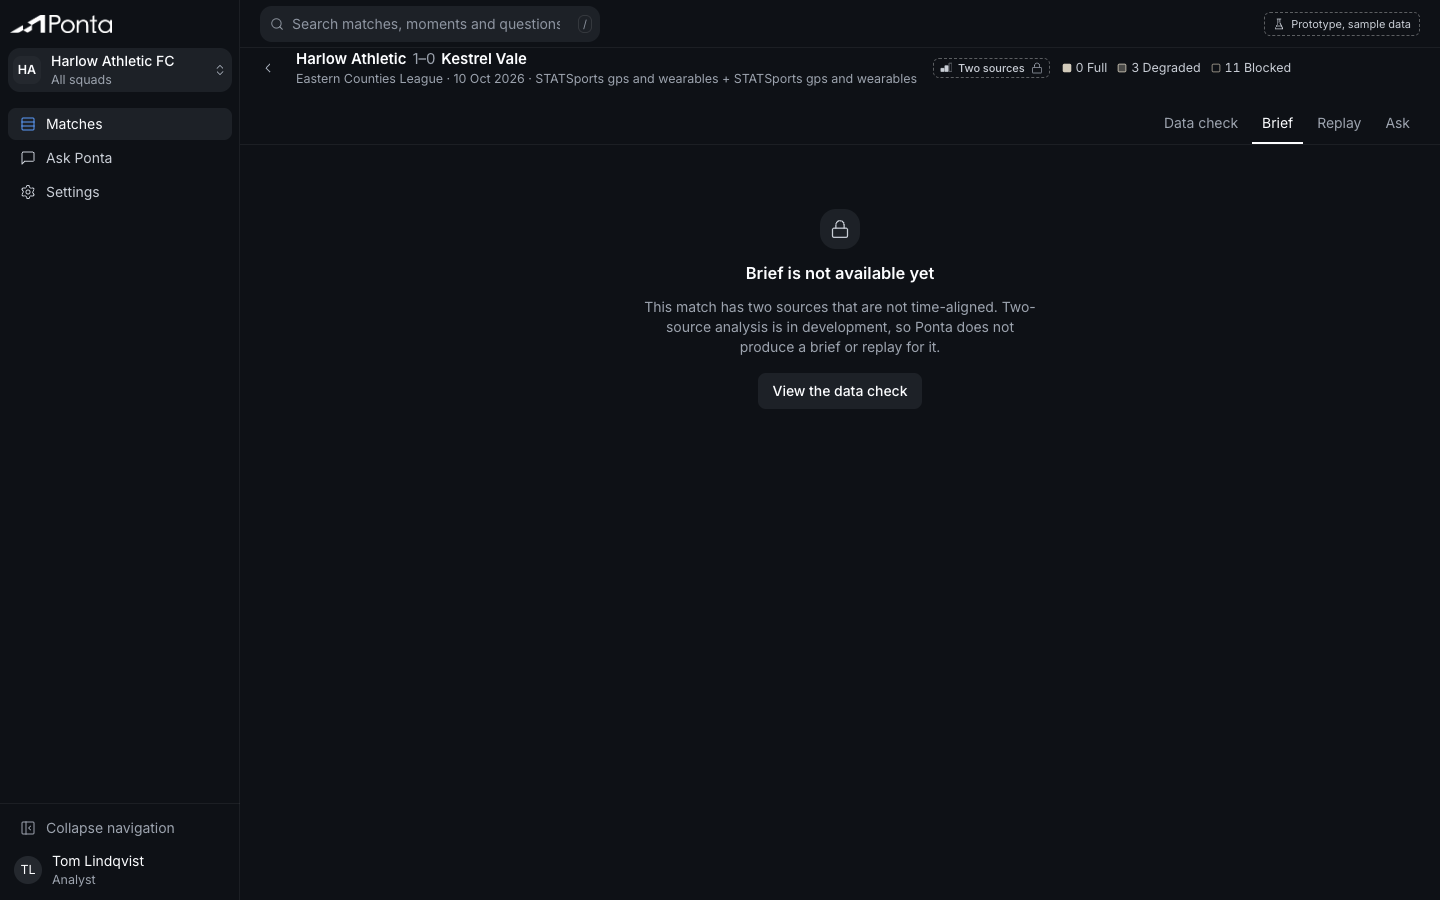 Ponta
Search matches, moments and questions
/
Prototype, sample data
HA
Harlow Athletic FC
All squads
Harlow Athletic 1–0 Kestrel Vale
Eastern Counties League · 10 Oct 2026 · STATSports gps and wearables + STATSports gps and wearables
Two sources
0 Full
3 Degraded
11 Blocked
Matches
Ask Ponta
Settings
Data check
Brief
Replay
Ask
Brief is not available yet
This match has two sources that are not time-aligned. Two-
source analysis is in development, so Ponta does not
produce a brief or replay for it.
View the data check
Collapse navigation
TL
Tom Lindqvist
Analyst